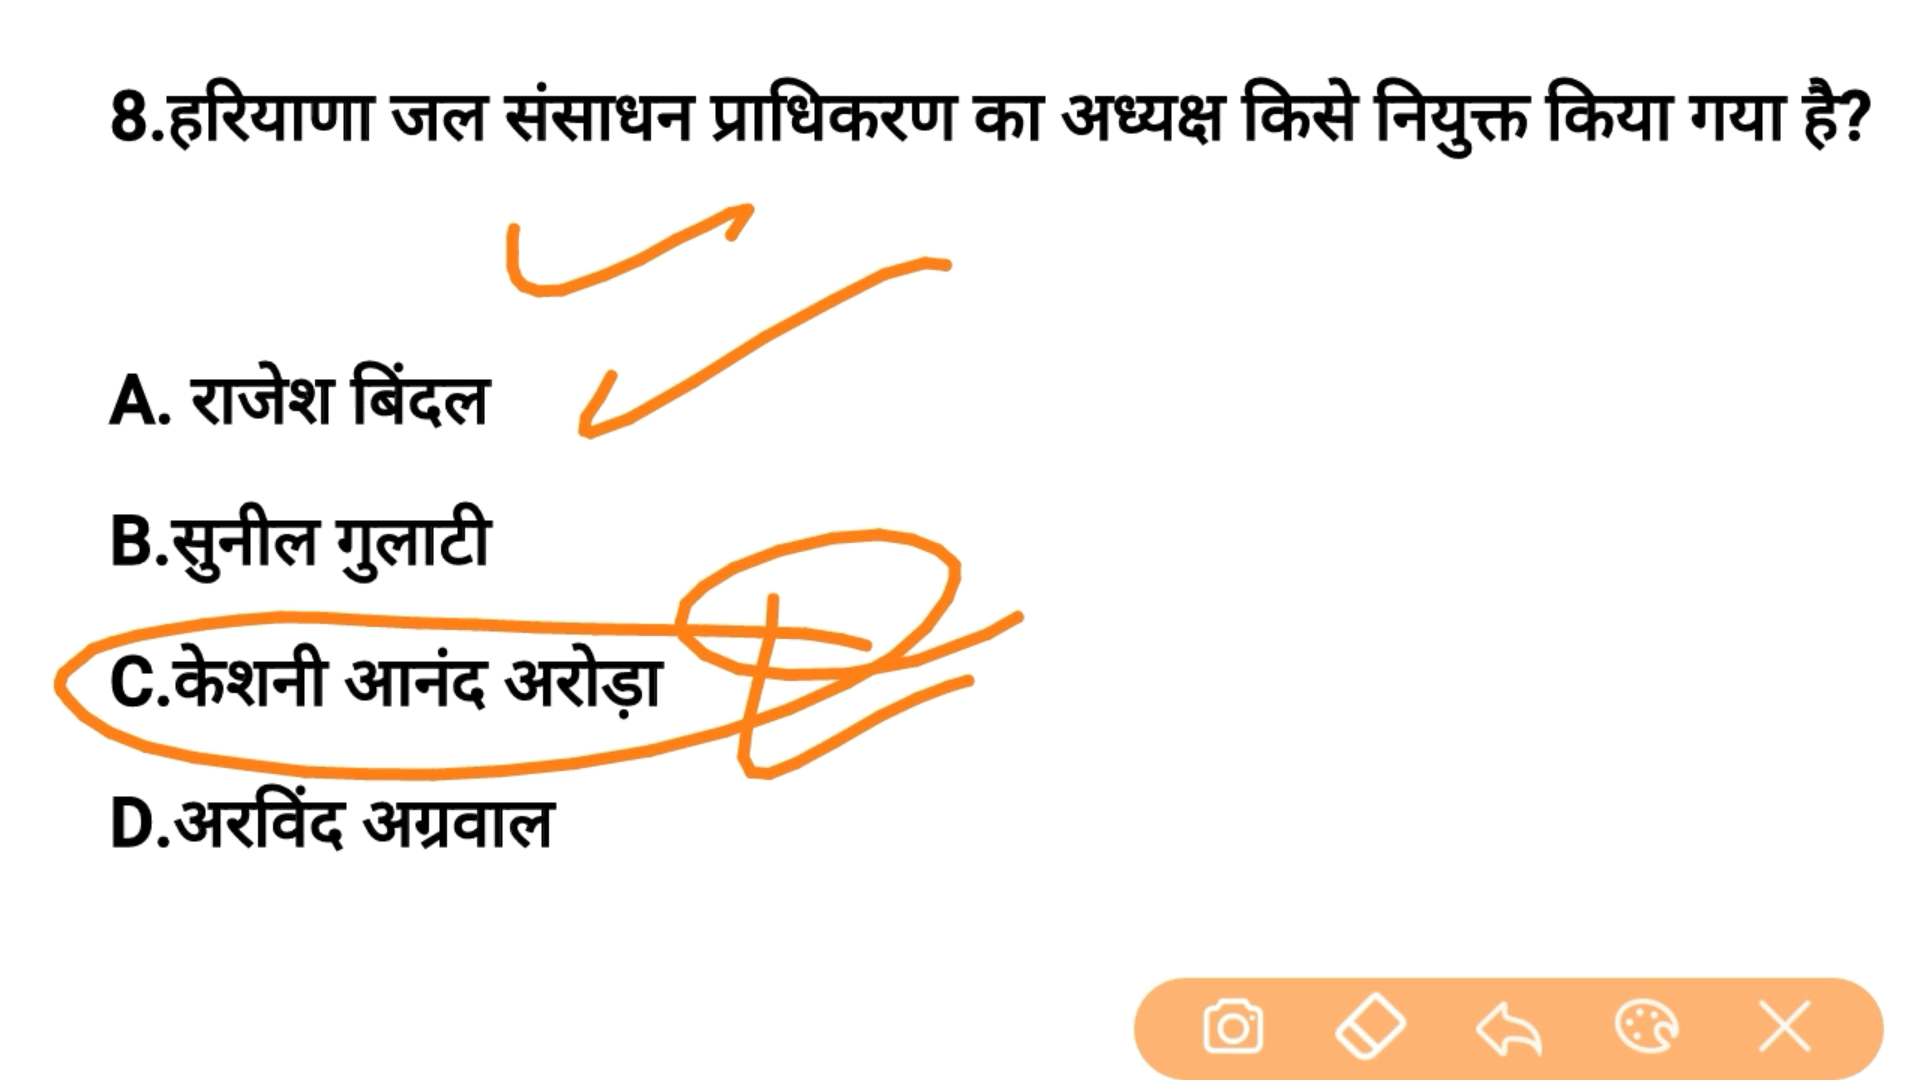 8.हरियाणा जल संसाधन प्राधिकरण का अध्यक्ष किसे नियुक्त किया गया है?
A. राजेश बिंदल
B.सुनील गुलाटी
C.केशनी आनंद अरोड़ा
D.अरविंद अग्रवाल